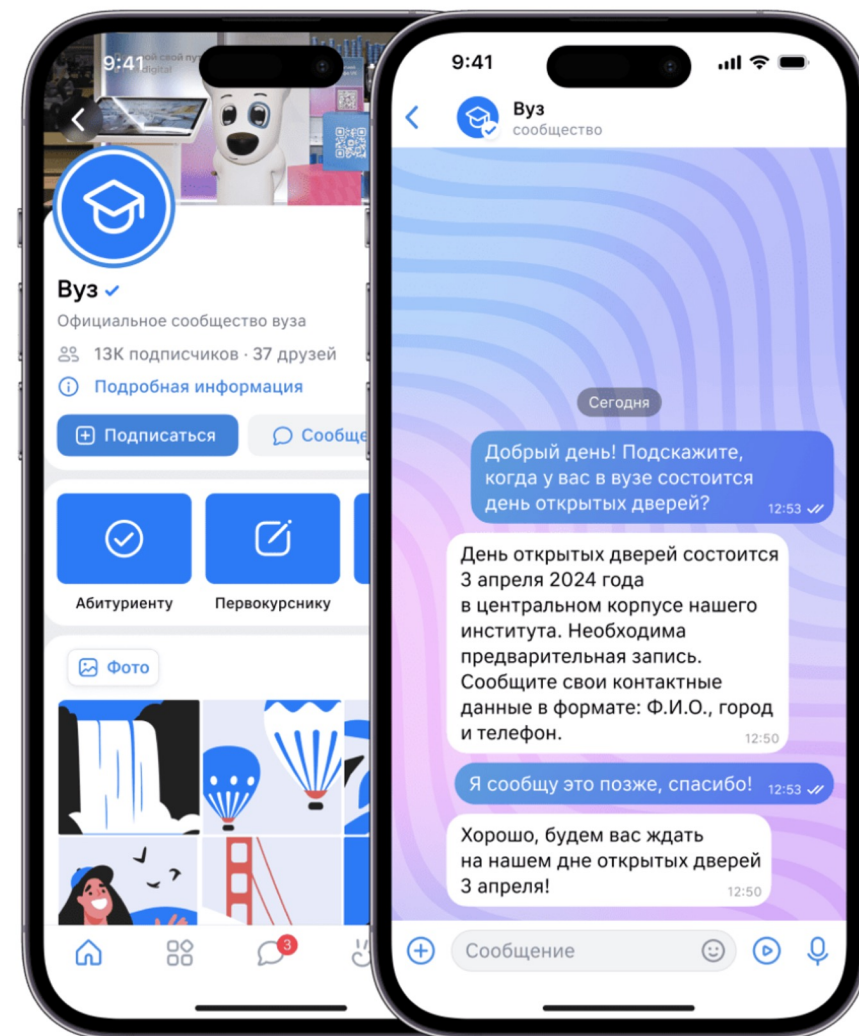 9:41
digital
Вуз
Официальное сообщество вуза
13K подписчиков · 37 друзей
Подробная информация
Подписаться
Сообще
Абитуриенту
Первокурснику
Фото
3
9:41
Вуз
сообщество
Сегодня
Добрый день! Подскажите,
когда у вас в вузе состоится
день открытых дверей?
12:53
День открытых дверей состоится
3 апреля 2024 года
в центральном корпусе нашего
института. Необходима
предварительная запись.
Сообщите свои контактные
данные в формате: Ф.И.О., город
и телефон.
12:50
Я сообщу это позже, спасибо!
12:53
Хорошо, будем вас ждать
на нашем дне открытых дверей
3 апреля!
12:50
Сообщение